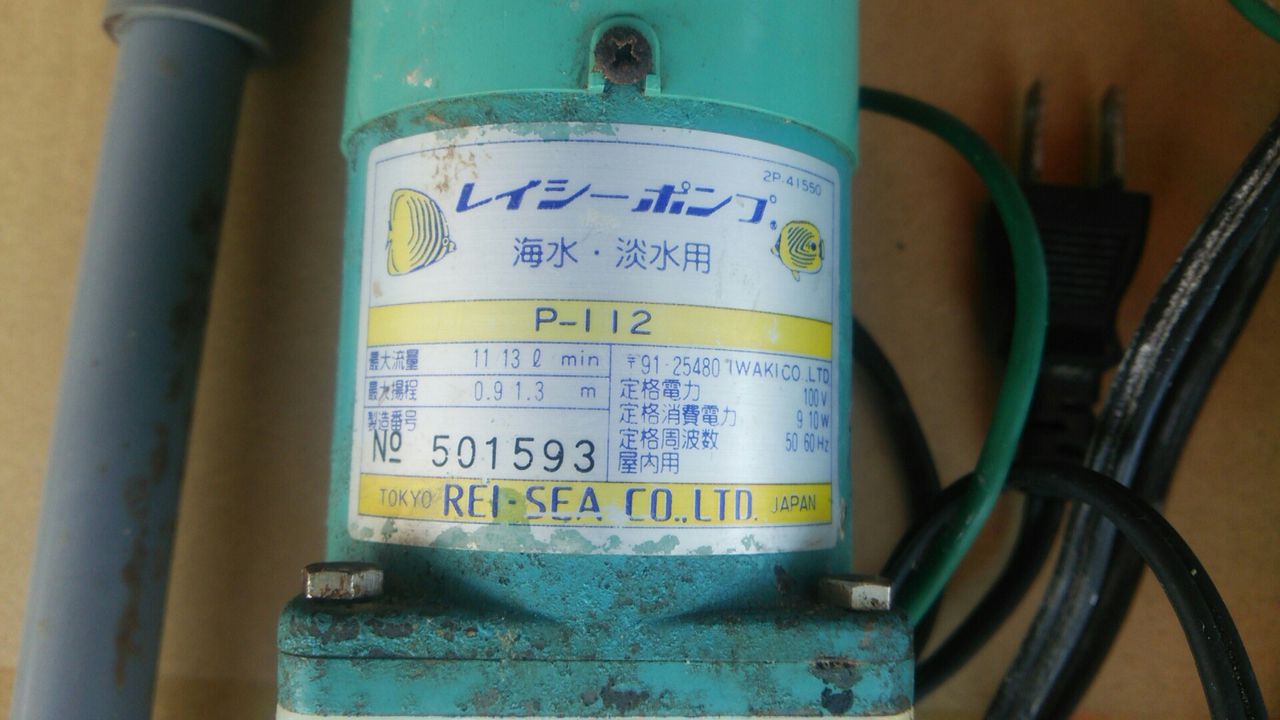 2P-41550
レイシーポンプ®
海水・淡水用
P-112
最大流量 11 13ℓ min
最大揚程 0.9 1.3 m
製造番号
№ 501593
〒91-25480 IWAKI CO.,LTD
定格電力 100V
定格消費電力 9 10W
定格周波数 50 60Hz
屋内用
TOKYO REI-SEA CO.,LTD. JAPAN